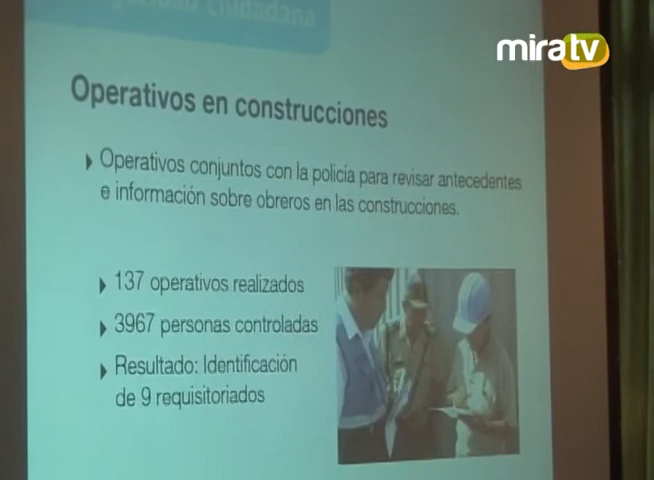 ciudadana
miratv
Operativos en construcciones
Operativos conjuntos con la policía para revisar antecedentes
e información sobre obreros en las construcciones.
137 operativos realizados
3967 personas controladas
Resultado: Identificación
de 9 requisitoriados